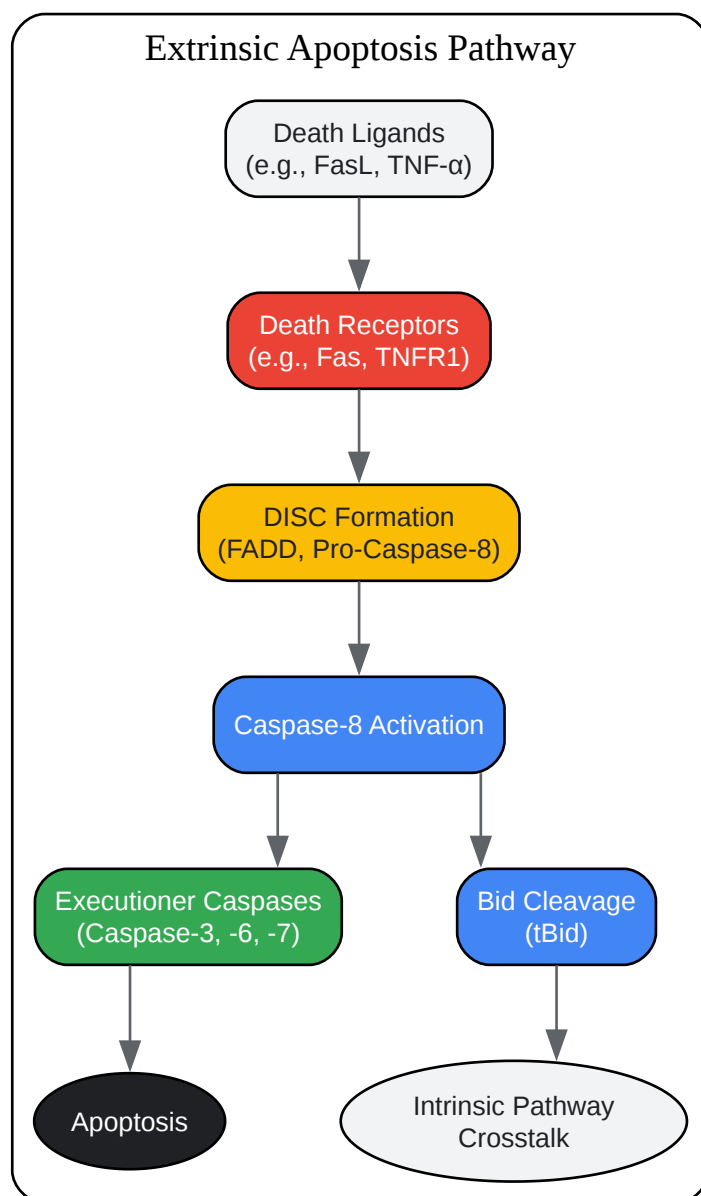 Extrinsic Apoptosis Pathway
Death Ligands
(e.g., FasL, TNF-α)
Death Receptors
(e.g., Fas, TNFR1)
DISC Formation
(FADD, Pro-Caspase-8)
Caspase-8 Activation
Executioner Caspases
(Caspase-3, -6, -7)
Bid Cleavage
(tBid)
Apoptosis
Intrinsic Pathway
Crosstalk